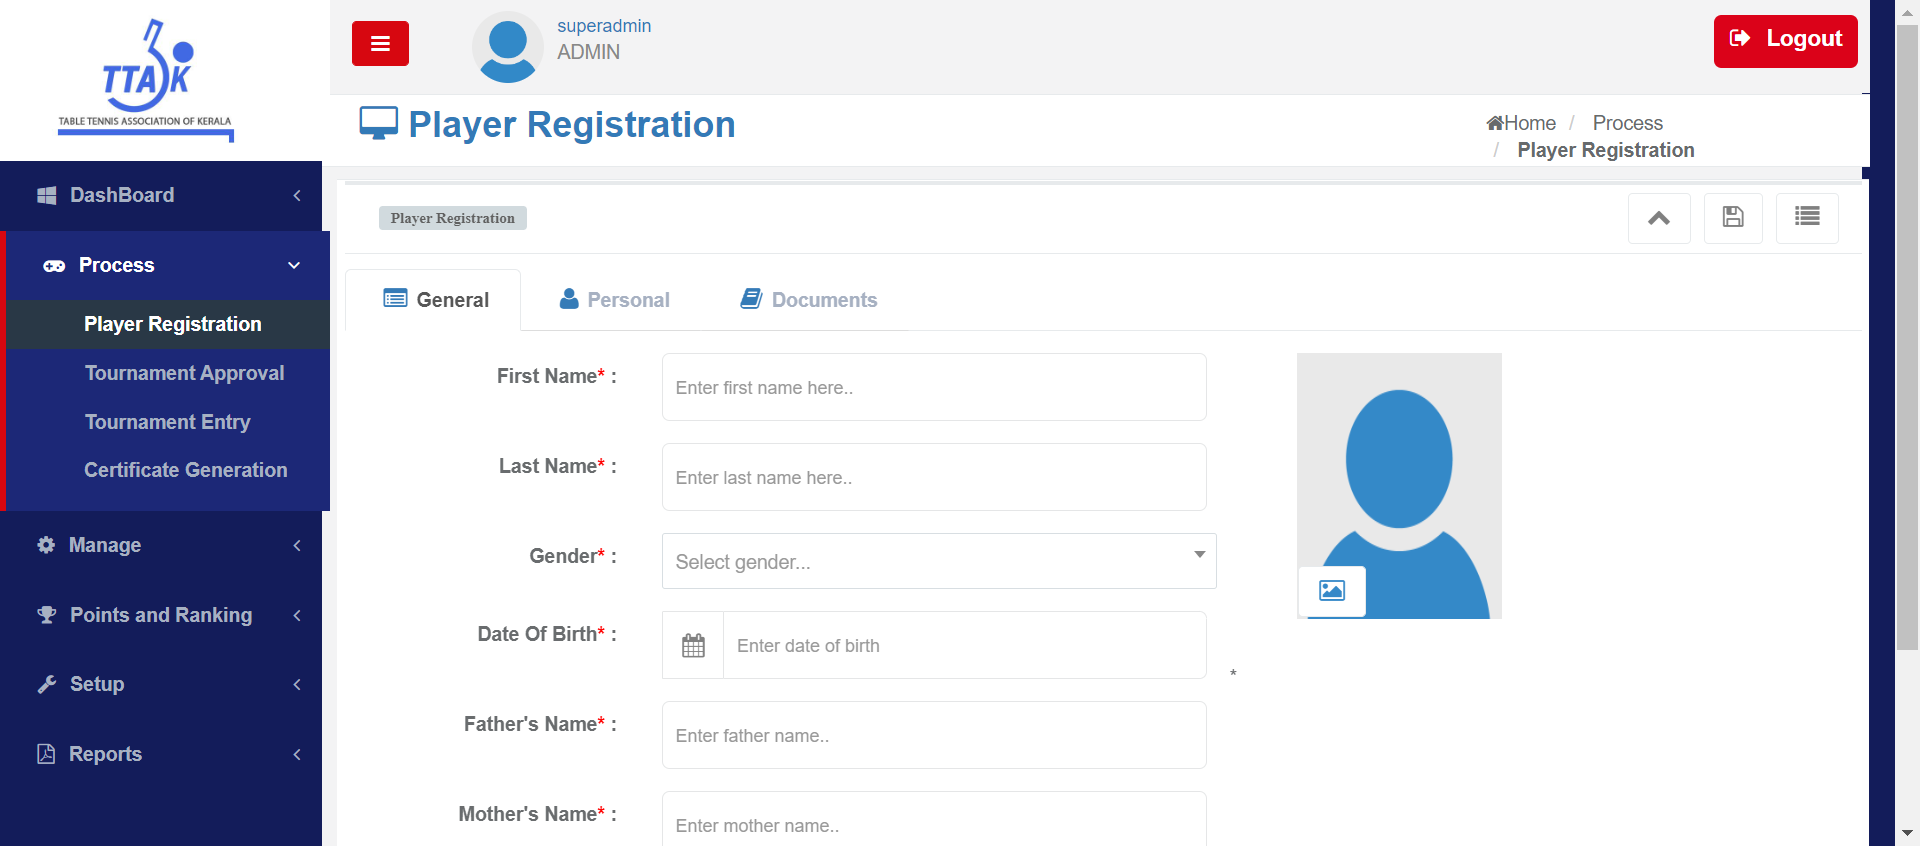 TTAK
TABLE TENNIS ASSOCIATION OF KERALA
superadmin
ADMIN
Logout
Player Registration
Home / Process
/ Player Registration
DashBoard
Process
Player Registration
Tournament Approval
Tournament Entry
Certificate Generation
Manage
Points and Ranking
Setup
Reports
Player Registration
General
Personal
Documents
First Name* :
Enter first name here..
Last Name* :
Enter last name here..
Gender* :
Select gender...
Date Of Birth* :
Enter date of birth
*
Father's Name* :
Enter father name..
Mother's Name* :
Enter mother name..